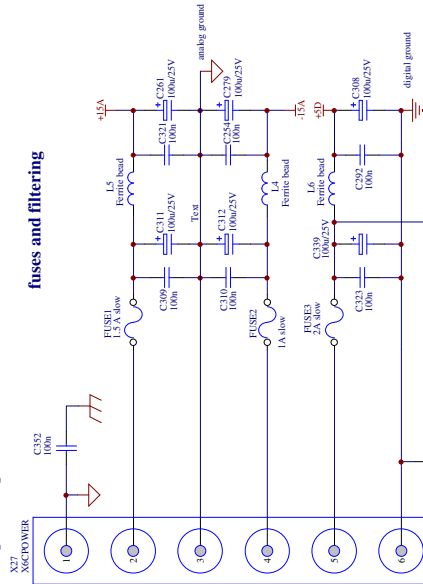 fuses and filtering
X27
X6CPOWER
C352
100n
1
2
3
4
5
6
FUSE1
1.5 A slow
C309
100n
C311
100u/25V
L5
Ferrite bead
C321
100n
C261
100u/25V
+15A
analog ground
Text
C310
100n
C312
100u/25V
C254
100n
C279
100u/25V
FUSE2
1A slow
L4
Ferrite bead
-15A
FUSE3
2A slow
L6
Ferrite bead
+5D
C323
100n
C339
100u/25V
C292
100n
C308
100u/25V
digital ground